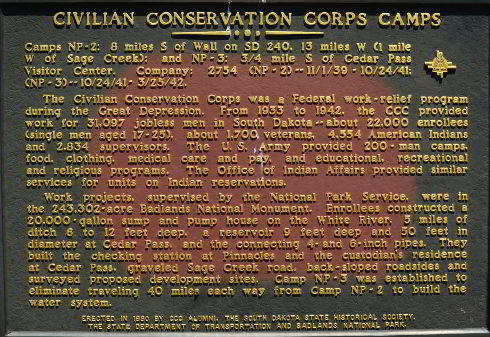 CIVILIAN CONSERVATION CORPS CAMPS
Camps NP-2: 8 miles S of Wall on SD 240, 13 miles W (1 mile
W of Sage Creek); and NP-3: 3/4 mile S of Cedar Pass
Visitor Center. Company: 2754 (NP-2)--11/1/39-10/24/41;
(NP-3)--10/24/41-3/25/42.
The Civilian Conservation Corps was a Federal work-relief program
during the Great Depression. From 1933 to 1942, the CCC provided
work for 31,097 jobless men in South Dakota--about 22,000 enrollees
(single men aged 17-25), about 1,700 veterans, 4,554 American Indians
and 2,834 supervisors. The U.S. Army provided 200-man camps,
food, clothing, medical care and pay, and educational, recreational
and religious programs. The Office of Indian Affairs provided similar
services for units on Indian reservations.
Work projects, supervised by the National Park Service, were in
the 243,302-acre Badlands National Monument. Enrollees constructed a
20,000-gallon sump and pump house on the White River, 3 miles of
ditch 6 to 12 feet deep, a reservoir 9 feet deep and 50 feet in
diameter at Cedar Pass, and the connecting 4- and 6-inch pipes. They
built the checking station at Pinnacles and the custodian's residence
at Cedar Pass, graveled Sage Creek road, back-sloped roadsides and
surveyed proposed development sites. Camp NP-3 was established to
eliminate traveling 40 miles each way from Camp NP-2 to build the
water system.
ERECTED IN 1990 BY CCC ALUMNI, THE SOUTH DAKOTA STATE HISTORICAL SOCIETY,
THE STATE DEPARTMENT OF TRANSPORTATION AND BADLANDS NATIONAL PARK.